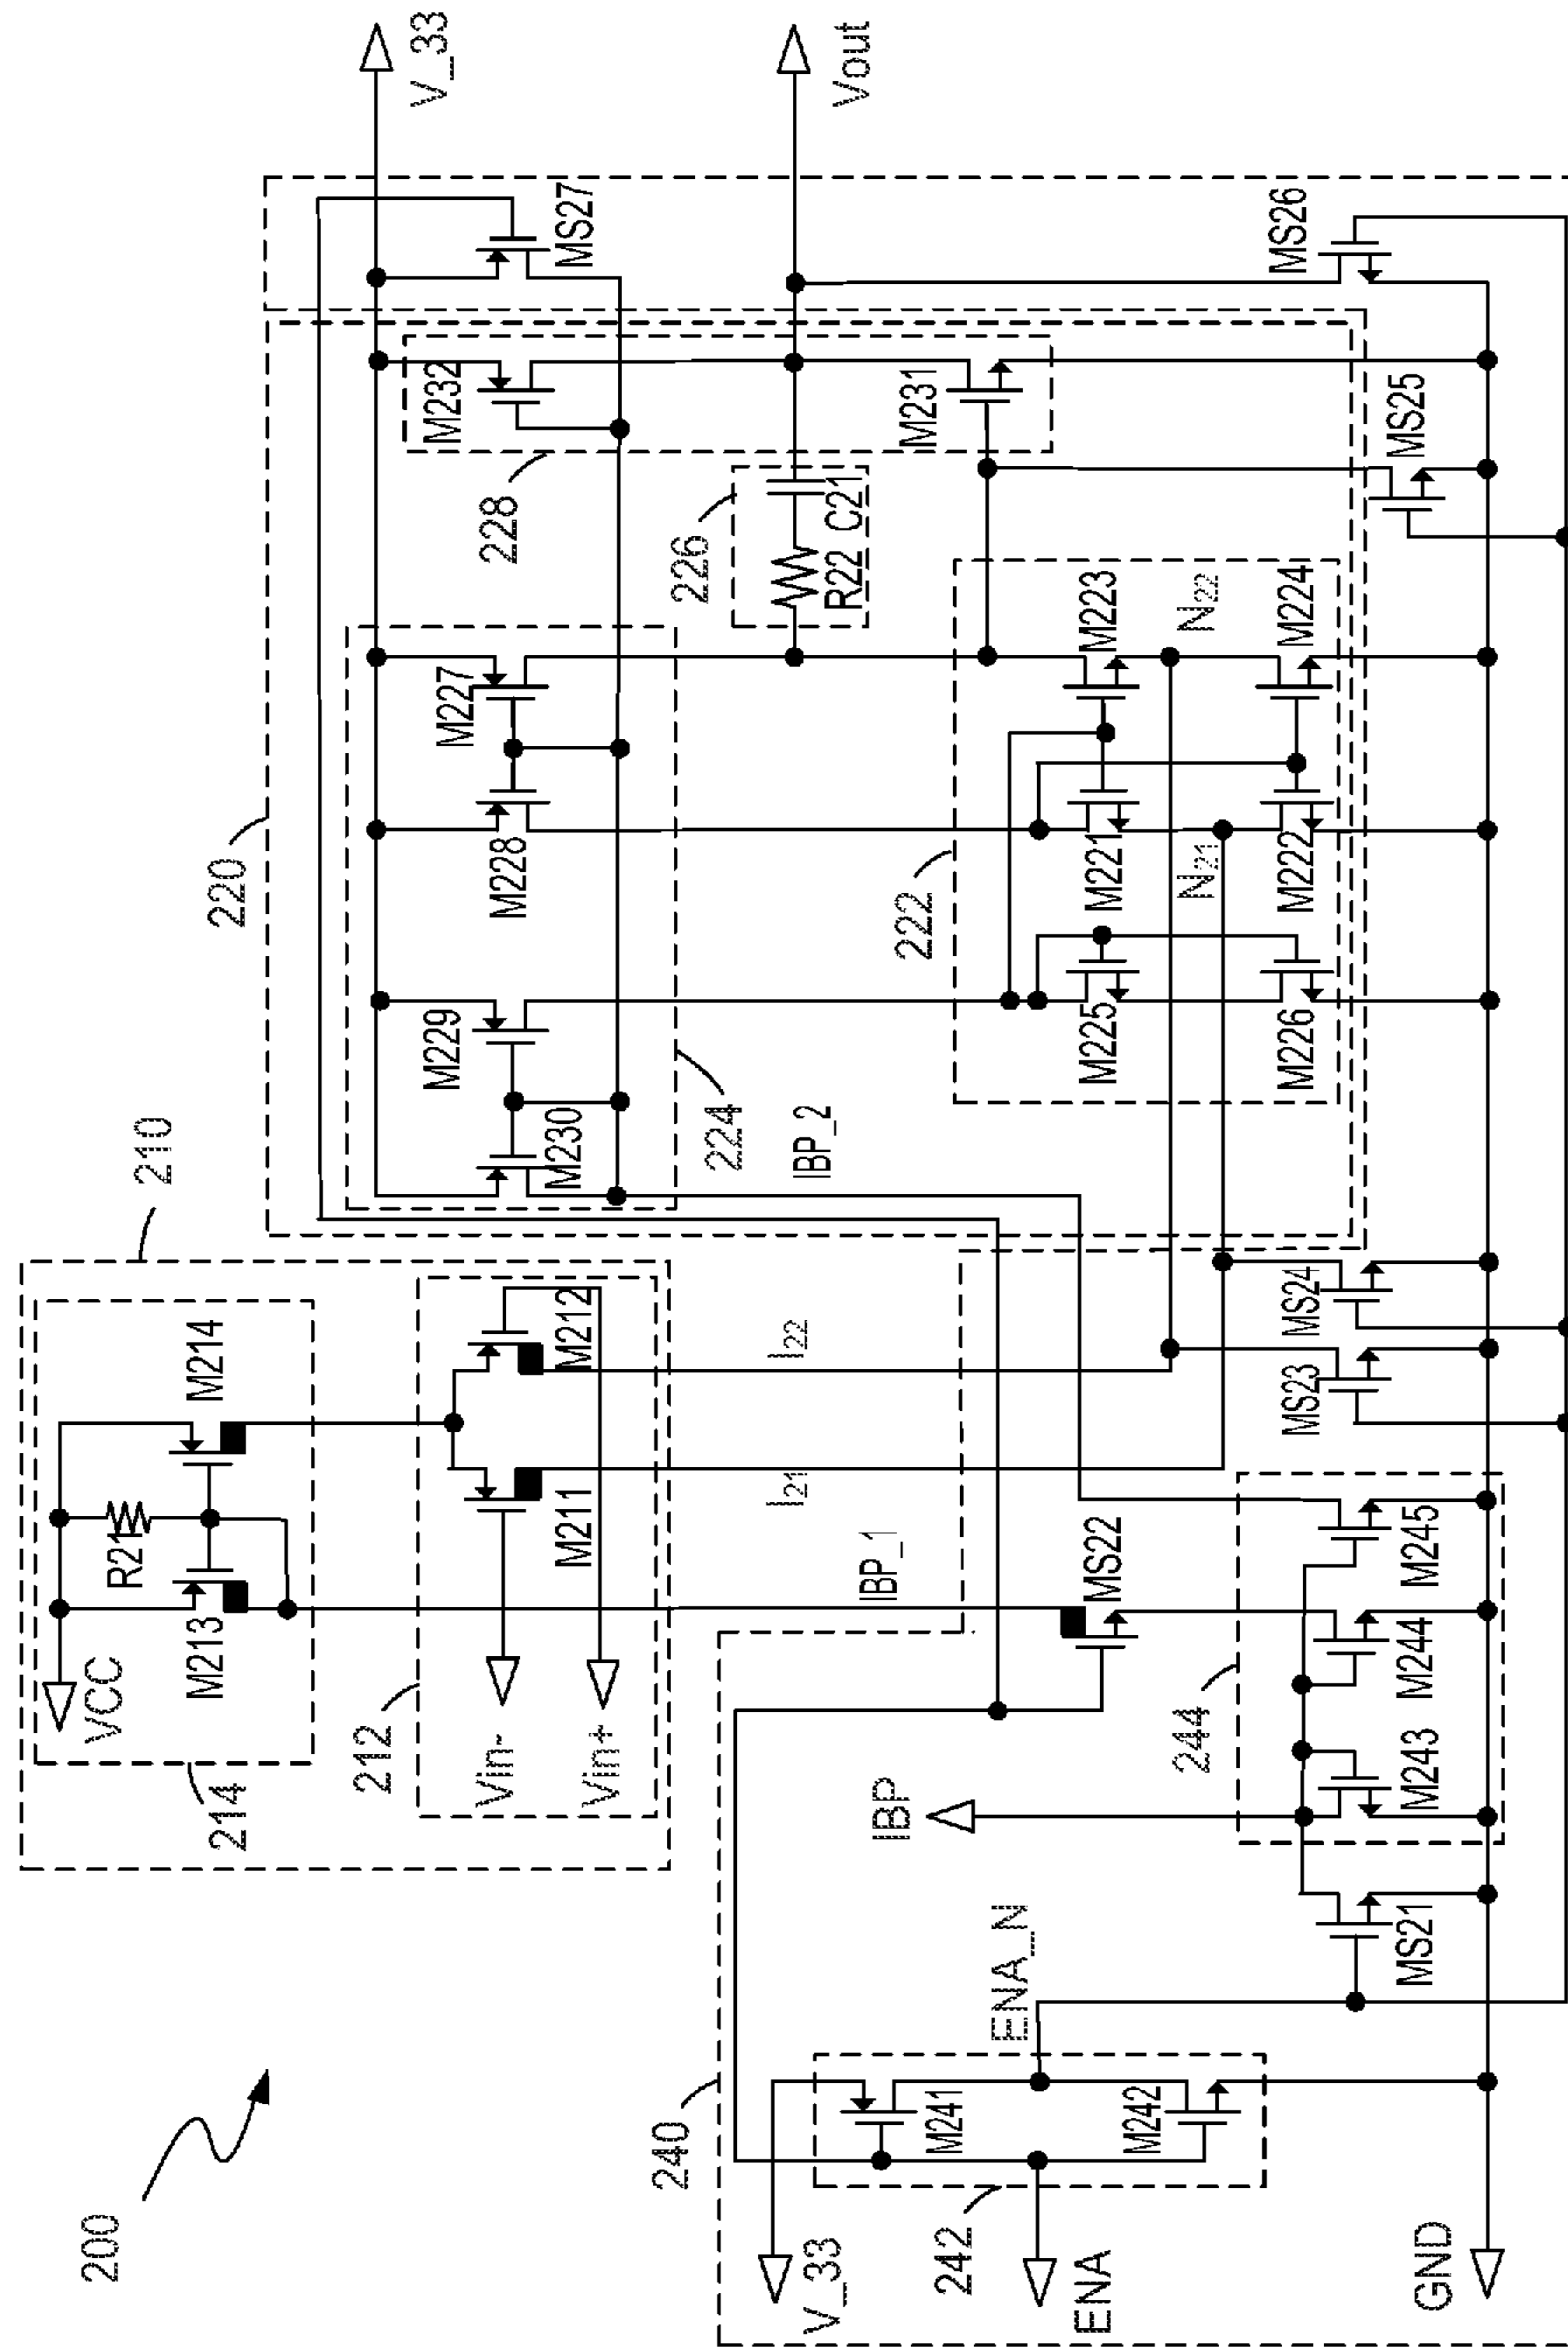 200
210
214
VCC
M213
R21
M214
212
Vin-
Vin+
M211
M212
I21
I22
IBP_1
IBP_2
220
224
M230
M229
M228
M227
V_33
MS27
M232
228
226
R22
C21
Vout
M231
222
M225
M221
M223
N21
N22
M226
M222
M224
MS25
MS26
240
V_33
242
ENA
M241
M242
ENA_N
MS21
IBP
244
M243
M244
M245
MS22
MS23
MS24
GND